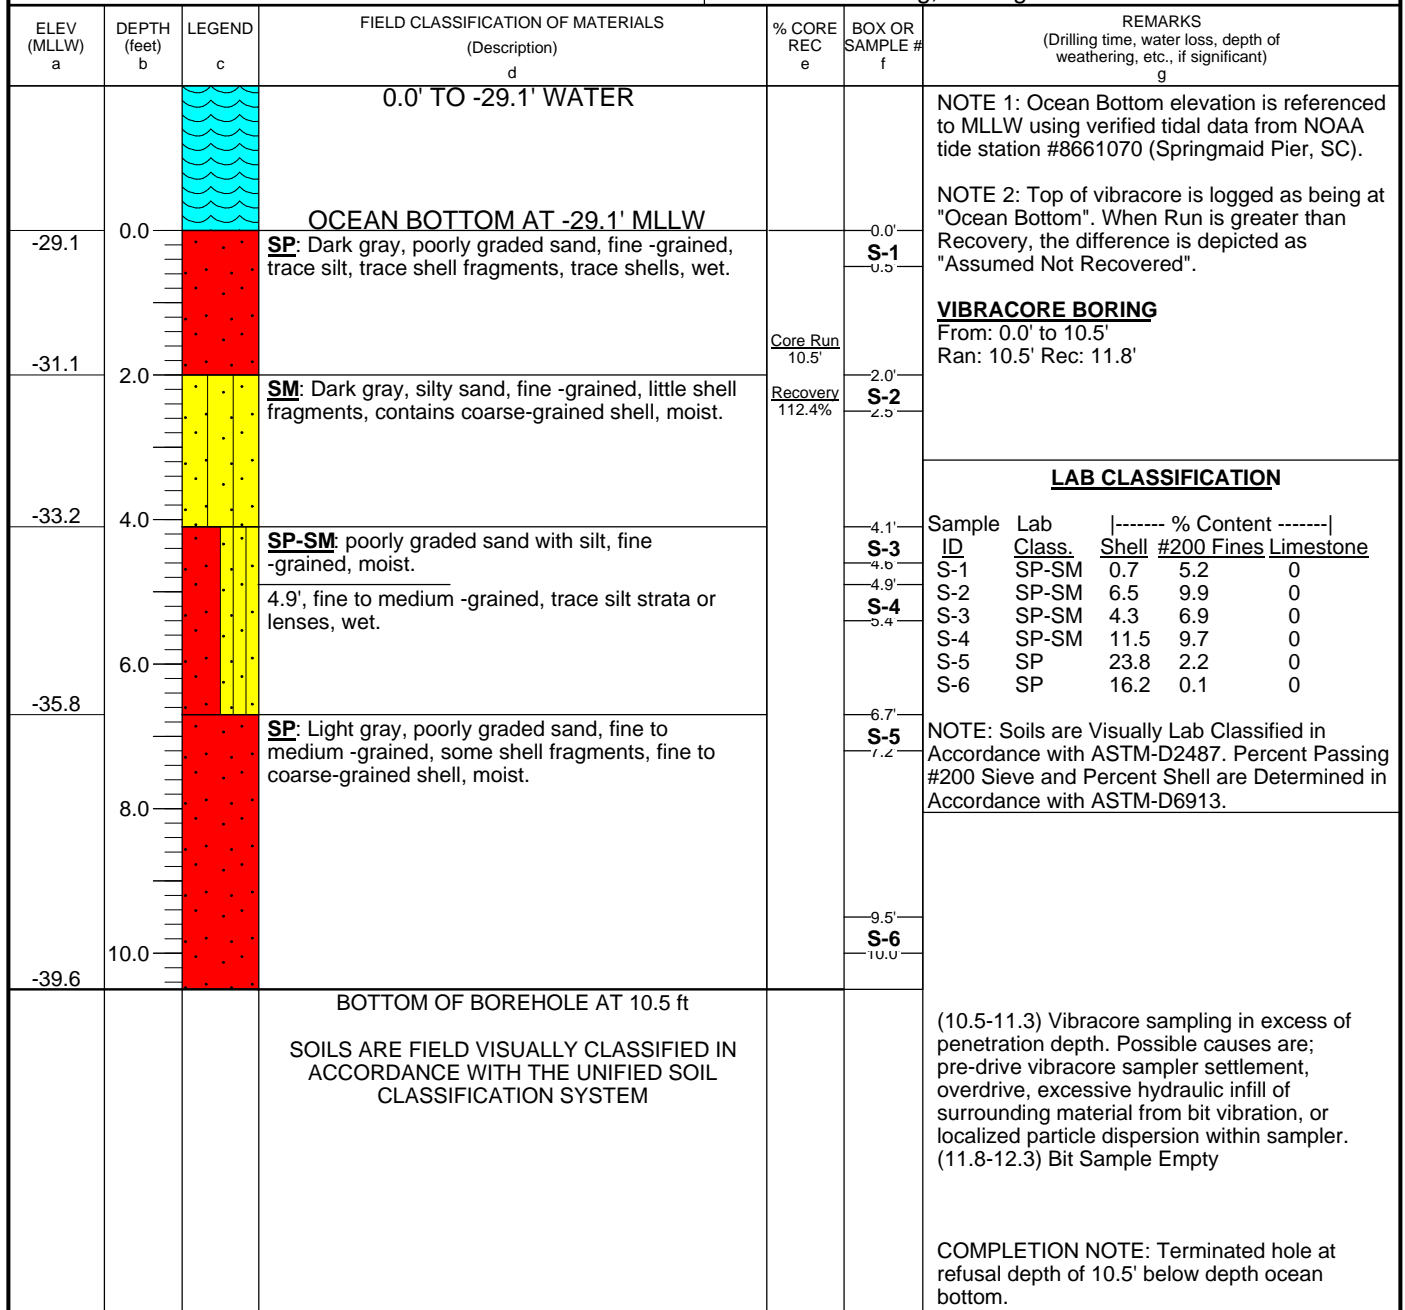 ELEV (MLLW) a
DEPTH (feet) b
LEGEND c
FIELD CLASSIFICATION OF MATERIALS
(Description)
d
% CORE REC e
BOX OR SAMPLE # f
REMARKS
(Drilling time, water loss, depth of
weathering, etc., if significant)
g
0.0' TO -29.1' WATER
OCEAN BOTTOM AT -29.1' MLLW
-29.1
0.0
SP: Dark gray, poorly graded sand, fine -grained,
trace silt, trace shell fragments, trace shells, wet.
0.0'
S-1
0.5
-31.1
2.0
SM: Dark gray, silty sand, fine -grained, little shell
fragments, contains coarse-grained shell, moist.
Core Run
10.5'
Recovery
112.4%
2.0'
S-2
2.5
-33.2
4.0
SP-SM: poorly graded sand with silt, fine
-grained, moist.
4.9', fine to medium -grained, trace silt strata or
lenses, wet.
4.1'
S-3
4.6
4.9'
S-4
5.4
6.0
-35.8
SP: Light gray, poorly graded sand, fine to
medium -grained, some shell fragments, fine to
coarse-grained shell, moist.
6.7'
S-5
7.2
8.0
9.5'
S-6
10.0
10.0
-39.6
BOTTOM OF BOREHOLE AT 10.5 ft
SOILS ARE FIELD VISUALLY CLASSIFIED IN
ACCORDANCE WITH THE UNIFIED SOIL
CLASSIFICATION SYSTEM
NOTE 1: Ocean Bottom elevation is referenced
to MLLW using verified tidal data from NOAA
tide station #8661070 (Springmaid Pier, SC).
NOTE 2: Top of vibracore is logged as being at
"Ocean Bottom". When Run is greater than
Recovery, the difference is depicted as
"Assumed Not Recovered".
VIBRACORE BORING
From: 0.0' to 10.5'
Ran: 10.5' Rec: 11.8'
LAB CLASSIFICATION
Sample Lab |------- % Content -------|
ID Class. Shell #200 Fines Limestone
S-1 SP-SM 0.7 5.2 0
S-2 SP-SM 6.5 9.9 0
S-3 SP-SM 4.3 6.9 0
S-4 SP-SM 11.5 9.7 0
S-5 SP 23.8 2.2 0
S-6 SP 16.2 0.1 0
NOTE: Soils are Visually Lab Classified in
Accordance with ASTM-D2487. Percent Passing
#200 Sieve and Percent Shell are Determined in
Accordance with ASTM-D6913.
(10.5-11.3) Vibracore sampling in excess of
penetration depth. Possible causes are;
pre-drive vibracore sampler settlement,
overdrive, excessive hydraulic infill of
surrounding material from bit vibration, or
localized particle dispersion within sampler.
(11.8-12.3) Bit Sample Empty
COMPLETION NOTE: Terminated hole at
refusal depth of 10.5' below depth ocean
bottom.